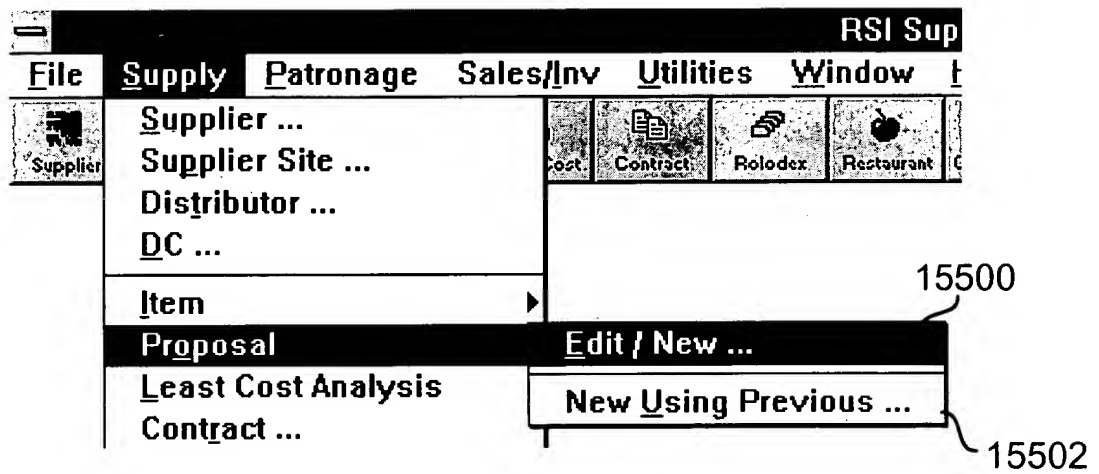 RSI Sup
File Supply Patronage Sales/Inv Utilities Window
Supplier Cost. Contract Rolodex Restaurant
Supplier ...
Supplier Site ...
Distributor ...
DC ...
Item
Proposal
Least Cost Analysis
Contract ...
15500
Edit / New ...
New Using Previous ...
15502